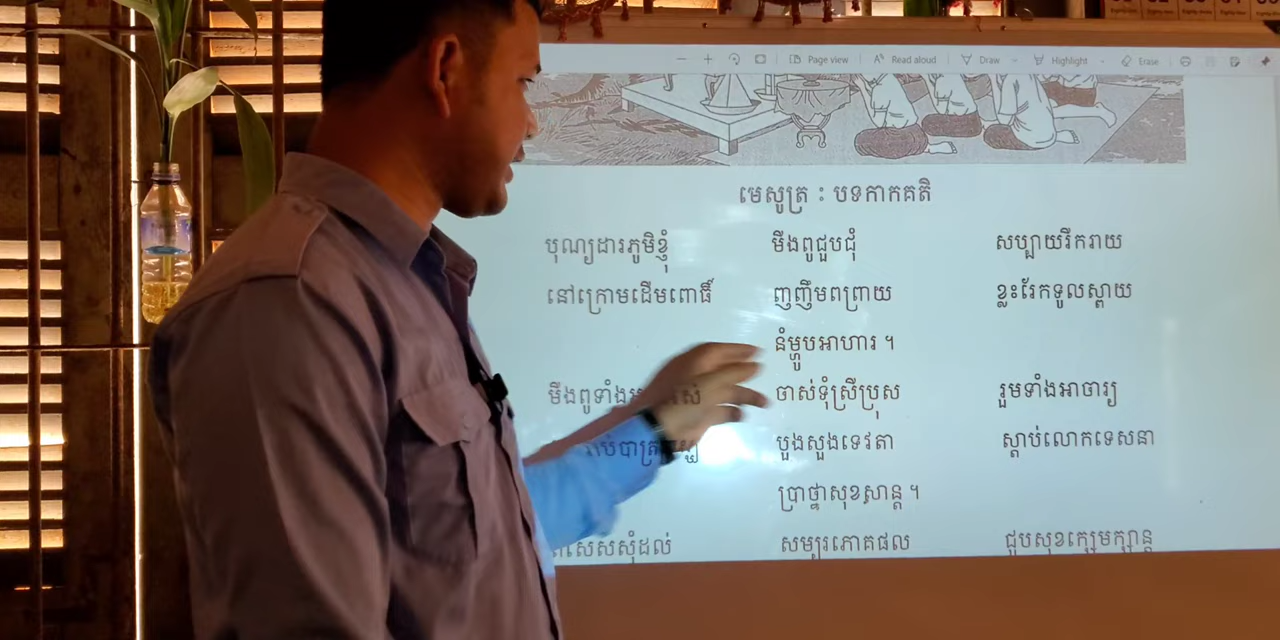 Page view Read aloud Draw Highlight Erase
មេសូត្រ ៖ បទកាកគតិ
បុណ្យដារភូមិខ្ញុំ មីងពូជួបជុំ សប្បាយរីករាយ
នៅក្រោមដើមពោធិ៍ ញញឹមពព្រាយ ខ្លះរែកទូលស្ពាយ
នំម្ហូបអាហារ ។
មីងពូទាំង ចាស់ទុំស្រីប្រុស រួមទាំងអាចារ្យ
បួងសួងទេវតា ស្តាប់លោកទេសនា
ប្រាថ្នាសុខសាន្ត ។
សម្បូរភោគផល ជួបសុខក្សេមក្សាន្ត